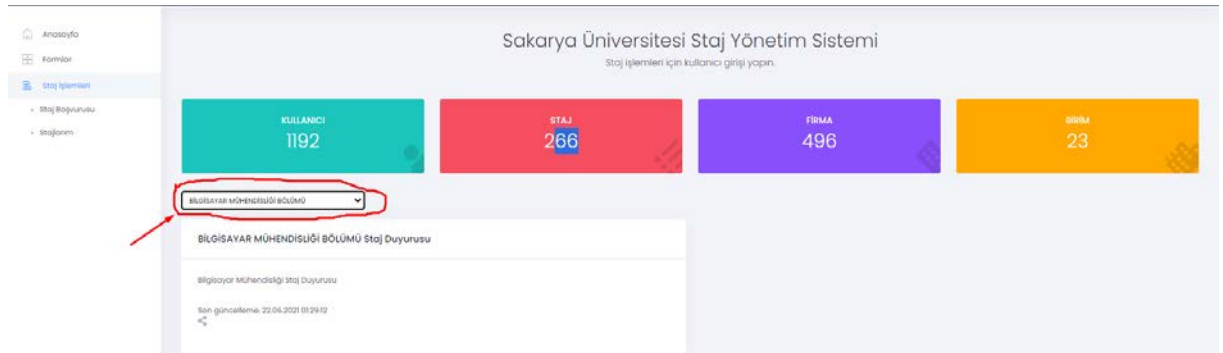 Anasayfa
Formlar
Staj İşlemleri
Staj Başvurusu
Stajlarım
Sakarya Üniversitesi Staj Yönetim Sistemi
Staj işlemleri için kullanıcı girişi yapın.
KULLANICI
1192
STAJ
266
FİRMA
496
BİRİM
23
BİLGİSAYAR MÜHENDİSLİĞİ BÖLÜMÜ
BİLGİSAYAR MÜHENDİSLİĞİ BÖLÜMÜ Staj Duyurusu
Bilgisayar Mühendisliği Staj Duyurusu
Son güncelleme: 22.06.2021 01:29:12